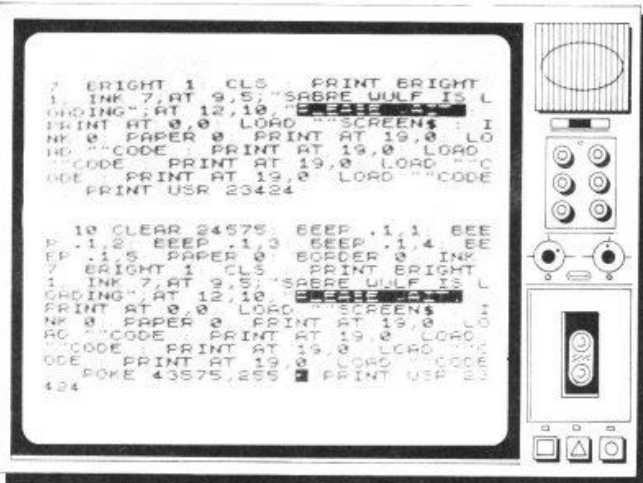 7: BRIGHT 1: CLS : PRINT BRIGHT
1; INK 7;AT 9,5;"SABRE WULF IS L
OADING";AT 12,10;"PLEASE WAIT."
PRINT AT 0,0: LOAD ""SCREEN$ : I
NK 0: PAPER 0: PRINT AT 19,0: LO
AD ""CODE : PRINT AT 19,0: LOAD
""CODE : PRINT AT 19,0: LOAD ""C
ODE : PRINT AT 19,0: LOAD ""CODE
: PRINT USR 23424
10 CLEAR 24575: BEEP .1,1: BEE
P .1,2: BEEP .1,3: BEEP .1,4: BE
EP .1,5: PAPER 0: BORDER 0: INK
7: BRIGHT 1: CLS : PRINT BRIGHT
1; INK 7;AT 9,5;"SABRE WULF IS L
OADING";AT 12,10;"PLEASE WAIT."
PRINT AT 0,0: LOAD ""SCREEN$ : I
NK 0: PAPER 0: PRINT AT 19,0: LO
AD ""CODE : PRINT AT 19,0: LOAD
""CODE : PRINT AT 19,0: LOAD ""C
ODE : PRINT AT 19,0: LOAD ""CODE
: POKE 43575,255: PRINT USR 23
424